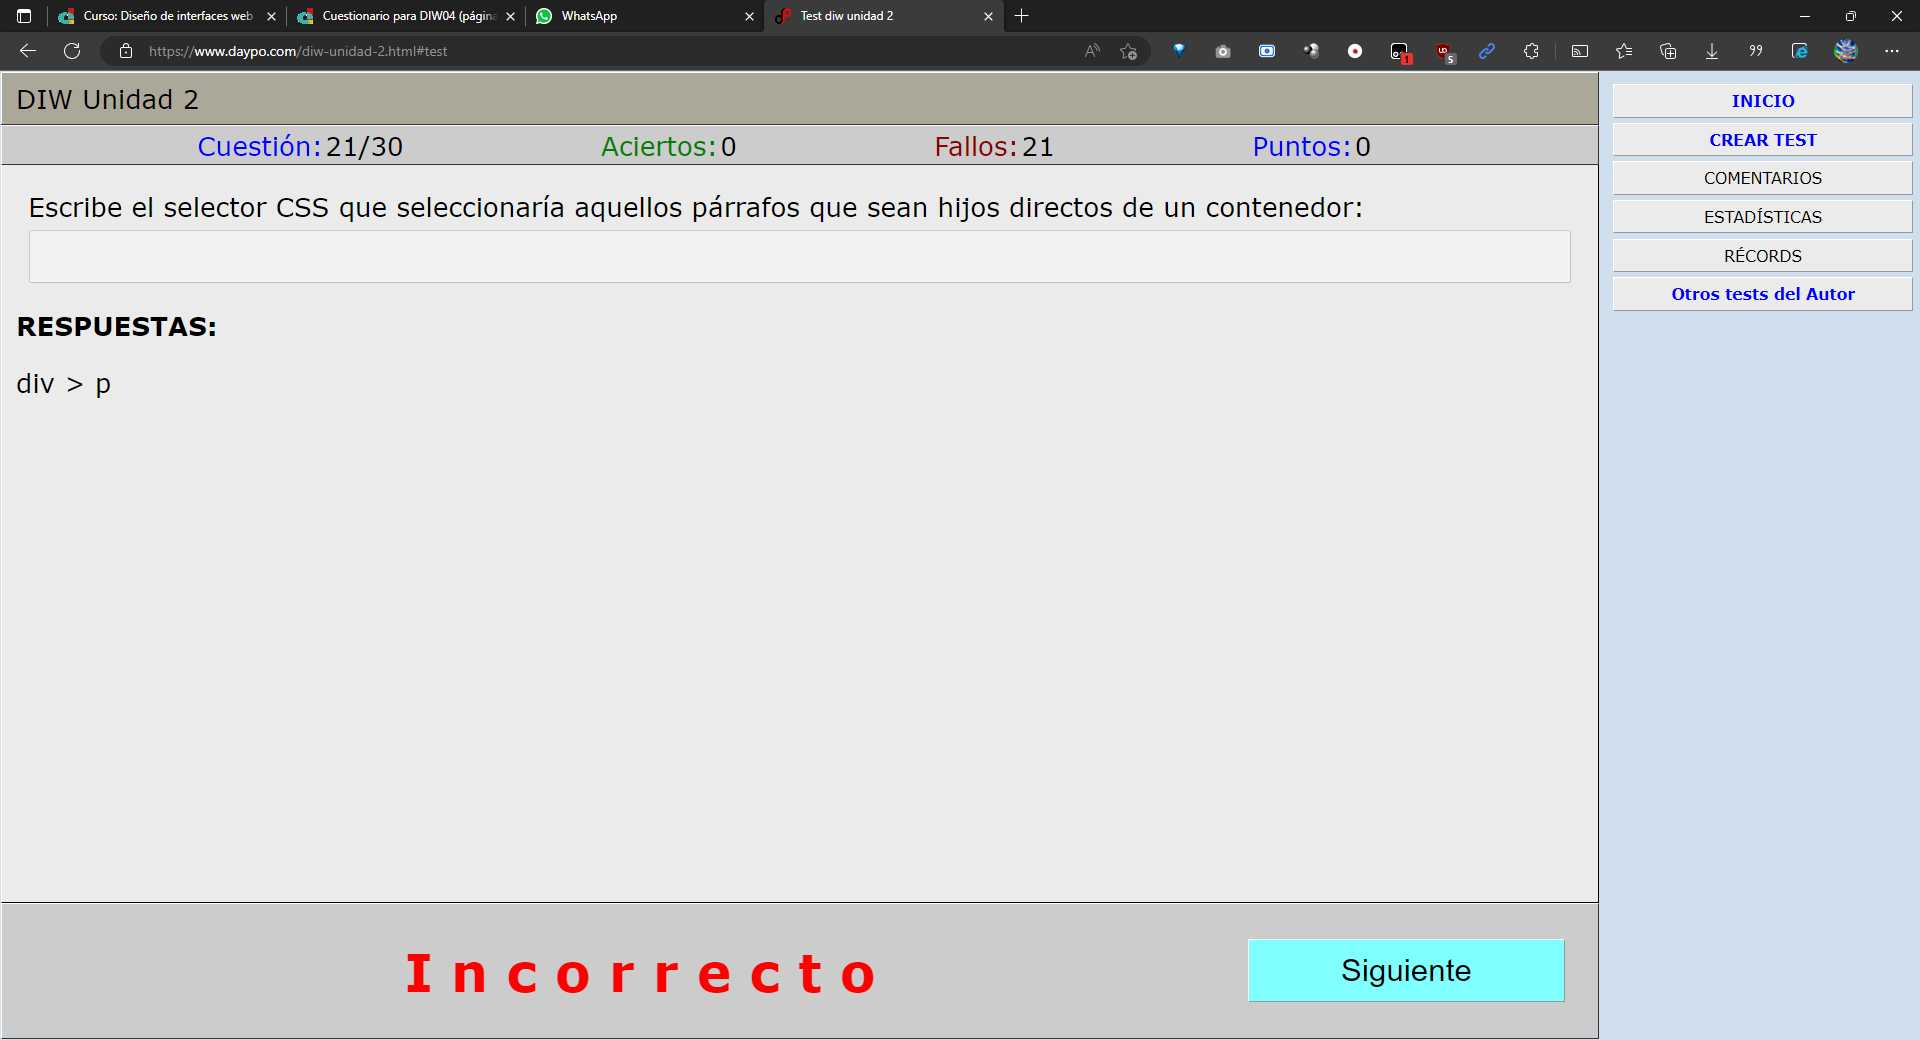 Curso: Diseño de interfaces web
Cuestionario para DIW04 (página
WhatsApp
Test diw unidad 2
https://www.daypo.com/diw-unidad-2.html#test
1
5
DIW Unidad 2
Cuestión: 21/30 Aciertos: 0 Fallos: 21 Puntos: 0
Escribe el selector CSS que seleccionaría aquellos párrafos que sean hijos directos de un contenedor:
RESPUESTAS:
div > p
Incorrecto
Siguiente
INICIO
CREAR TEST
COMENTARIOS
ESTADÍSTICAS
RÉCORDS
Otros tests del Autor